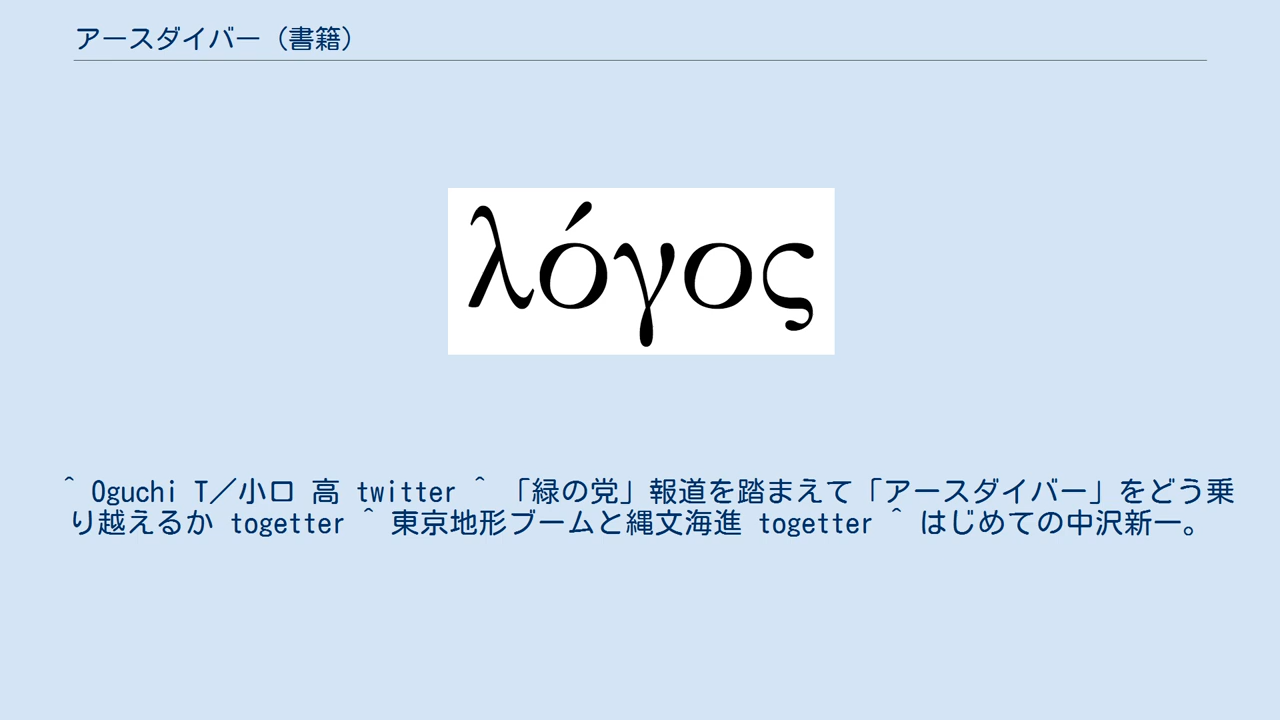 アースダイバー（書籍）
λόγος
^ Oguchi T／小口 高 twitter ^ 「緑の党」報道を踏まえて「アースダイバー」をどう乗
り越えるか togetter ^ 東京地形ブームと縄文海進 togetter ^ はじめての中沢新一。